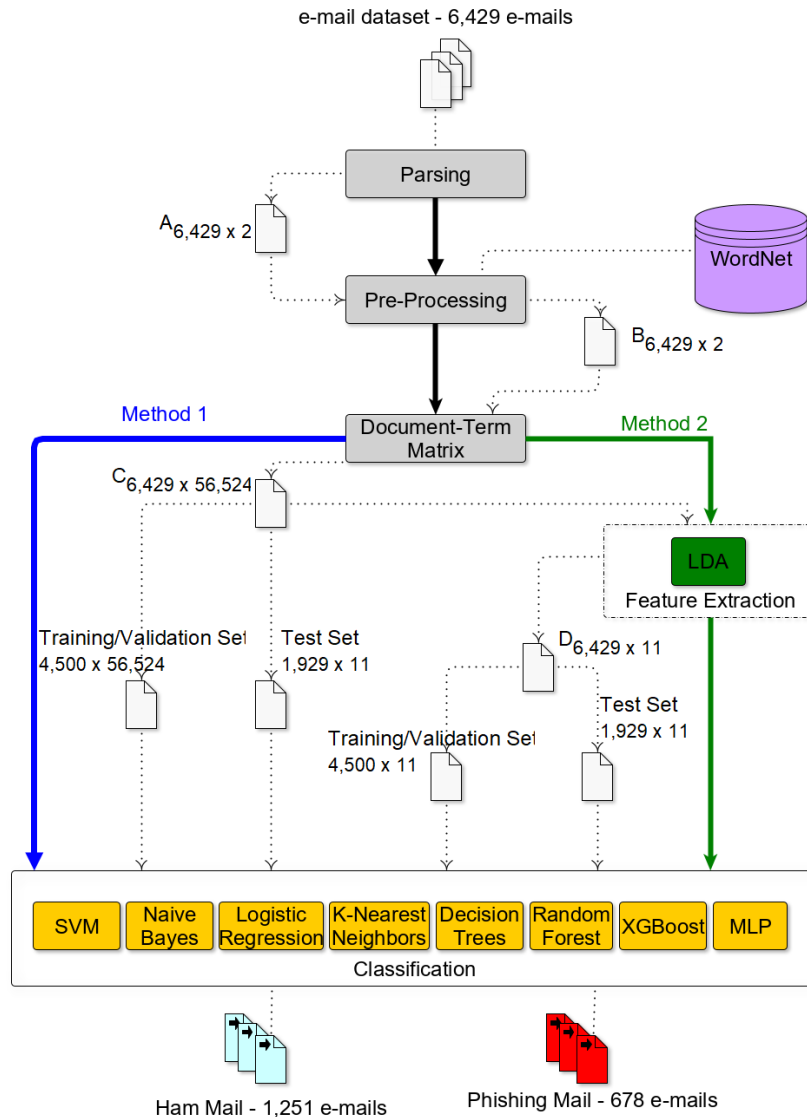 e-mail dataset - 6,429 e-mails
Parsing
A6,429 x 2
WordNet
Pre-Processing
B6,429 x 2
Method 1
Document-Term
Matrix
Method 2
C6,429 x 56,524
LDA
Feature Extraction
Training/Validation Set
4,500 x 56,524
Test Set
1,929 x 11
D6,429 x 11
Training/Validation Set
4,500 x 11
Test Set
1,929 x 11
SVM
Naive
Bayes
Logistic
Regression
K-Nearest
Neighbors
Decision
Trees
Random
Forest
XGBoost
MLP
Classification
Ham Mail - 1,251 e-mails
Phishing Mail - 678 e-mails